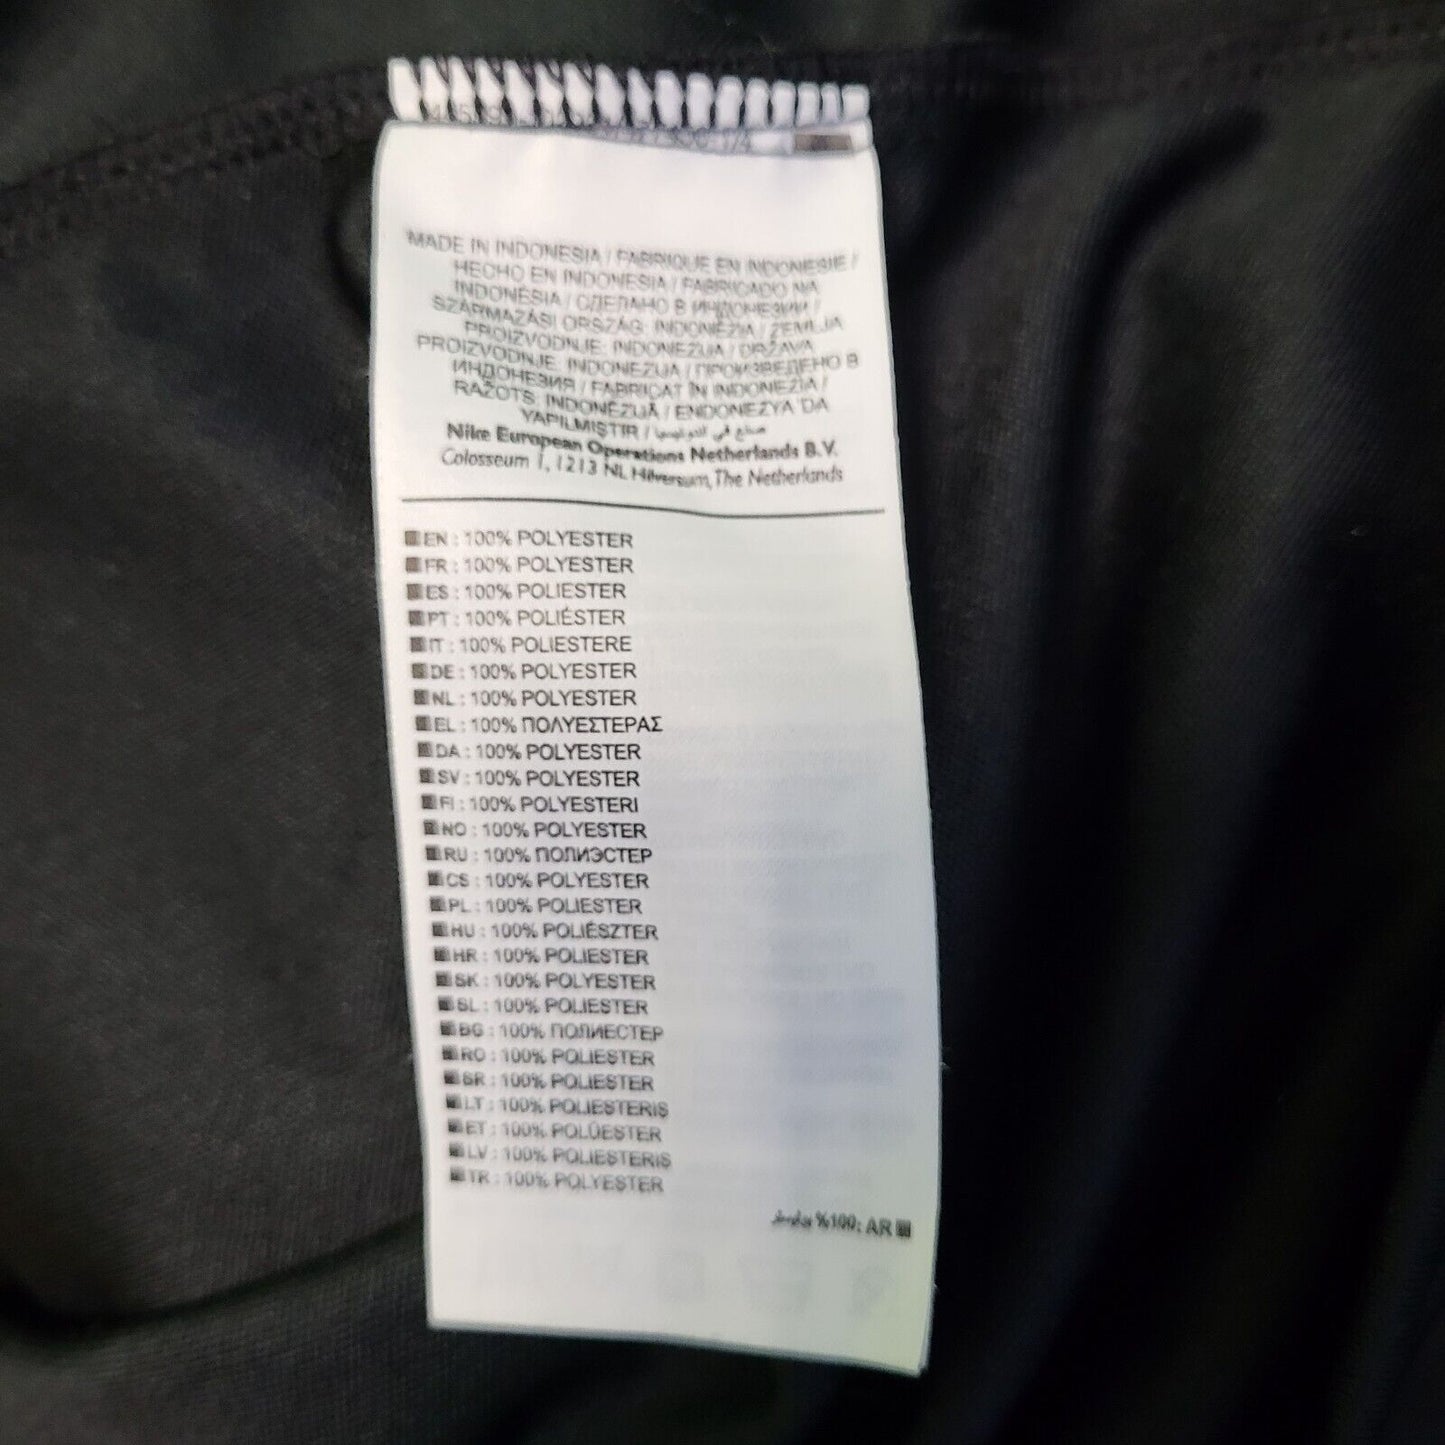 MADE IN INDONESIA / FABRIQUE EN INDONESIE /
HECHO EN INDONESIA / FABRICADO NA
INDONÉSIA / СДЕЛАНО В ИНДОНЕЗИИ /
SZÁRMAZÁSI ORSZÁG: INDONÉZIA / ZEMLJA
PROIZVODNJE: INDONEZIJA / DRŽAVA
PROIZVODNJE: INDONEZIJA / ПРОИЗВЕДЕНО В
ИНДОНЕЗИЯ / FABRICAT ÎN INDONEZIA /
RAŽOTS: INDONĒZIJĀ / ENDONEZYA'DA
YAPILMIŞTIR / صنع في اندونيسيا
Nike European Operations Netherlands B.V.
Colosseum 1, 1213 NL Hilversum, The Netherlands
EN : 100% POLYESTER
FR : 100% POLYESTER
ES : 100% POLIESTER
PT : 100% POLIÉSTER
IT : 100% POLIESTERE
DE : 100% POLYESTER
NL : 100% POLYESTER
EL : 100% ΠΟΛΥΕΣΤΕΡΑΣ
DA : 100% POLYESTER
SV : 100% POLYESTER
FI : 100% POLYESTERI
NO : 100% POLYESTER
RU : 100% ПОЛИЭСТЕР
CS : 100% POLYESTER
PL : 100% POLIESTER
HU : 100% POLIÉSZTER
HR : 100% POLIESTER
SK : 100% POLYESTER
SL : 100% POLIESTER
BG : 100% ПОЛИЕСТЕР
RO : 100% POLIESTER
SR : 100% POLIESTER
LT : 100% POLIESTERIS
ET : 100% POLÜESTER
LV : 100% POLIESTERIS
TR : 100% POLYESTER
%100: AR